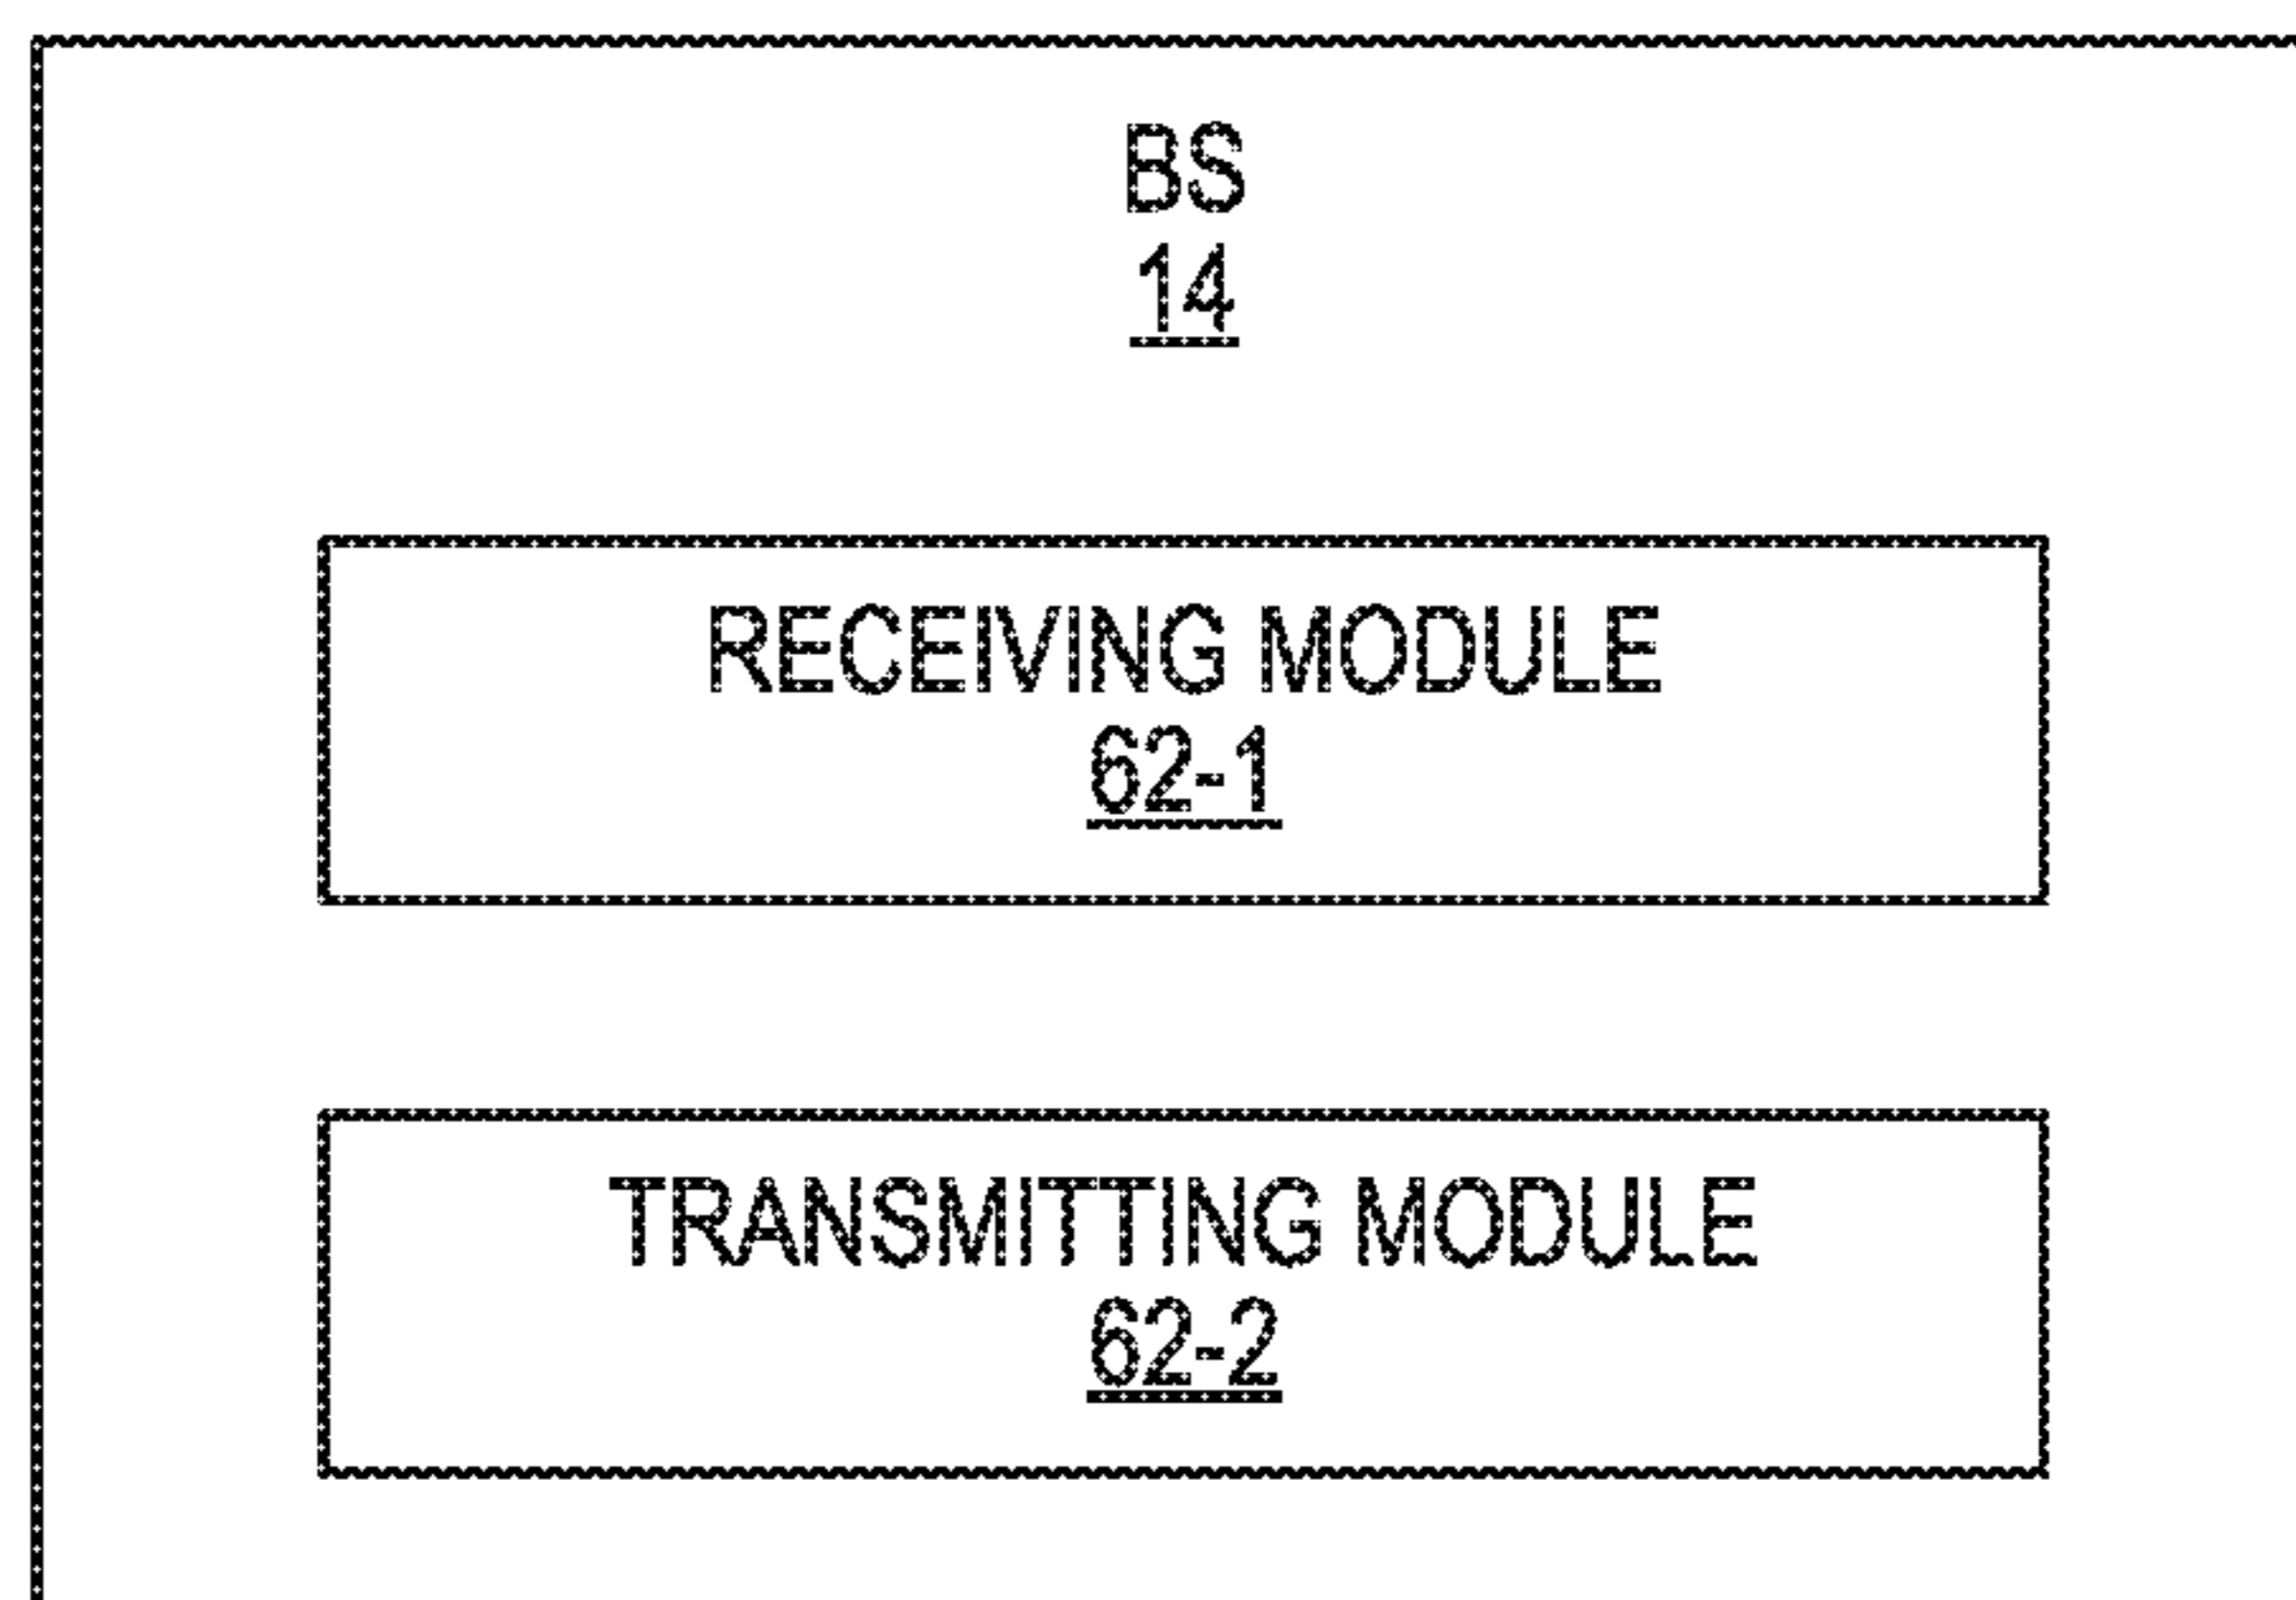 BS
14
RECEIVING MODULE
62-1
TRANSMITTING MODULE
62-2